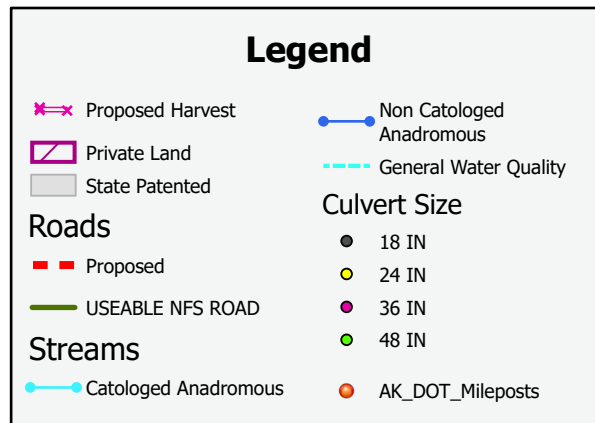 Legend
Proposed Harvest
Private Land
State Patented
Roads
Proposed
USEABLE NFS ROAD
Streams
Catologed Anadromous
Non Catologed
Anadromous
General Water Quality
Culvert Size
18 IN
24 IN
36 IN
48 IN
AK_DOT_Mileposts